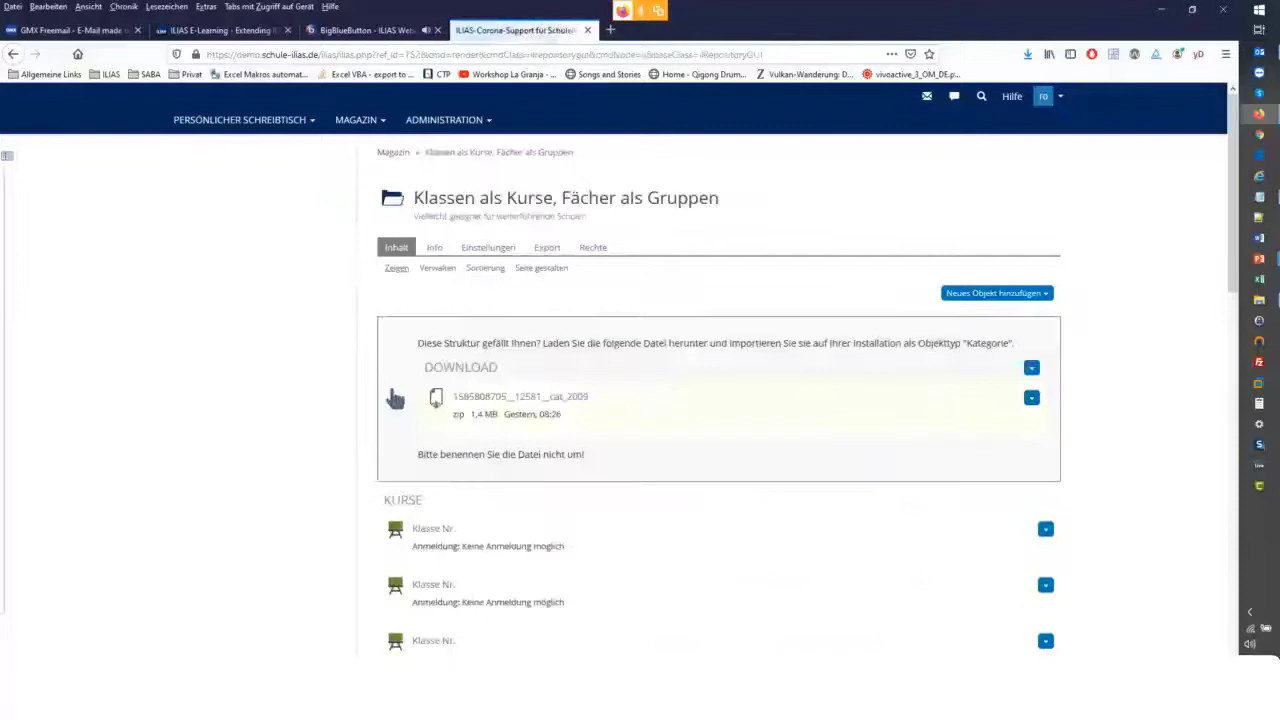 Datei Bearbeiten Ansicht Chronik Lesezeichen Extras Tabs mit Zugriff auf Gerät Hilfe
GMX Freemail - E-Mail made
ILIAS E-Learning - Extending I
BigBlueButton - ILIAS Web
ILIAS-Corona-Support für Schule
Allgemeine Links ILIAS SABA Privat Excel Makros automat... Excel VBA - export to ... CTP Workshop La Granja - ... Songs and Stories Home - Qigong Drum... Vulkan-Wanderung: D... vivoactive_3_OM_DE.p...
Hilfe
ro
PERSÖNLICHER SCHREIBTISCH MAGAZIN ADMINISTRATION
Magazin » Klassen als Kurse, Fächer als Gruppen
Klassen als Kurse, Fächer als Gruppen
vielleicht geeignet für weiterführenden Schulen
Inhalt Info Einstellungen Export Rechte
Zeigen Verwalten Sortierung Seite gestalten
Neues Objekt hinzufügen
Diese Struktur gefällt Ihnen? Laden Sie die folgende Datei herunter und importieren Sie sie auf Ihrer Installation als Objekttyp "Kategorie".
DOWNLOAD
1585808705__12581__cat_2009
zip 1,4 MB Gestern, 08:26
Bitte benennen Sie die Datei nicht um!
KURSE
Klasse Nr.
Anmeldung: Keine Anmeldung möglich
Klasse Nr.
Anmeldung: Keine Anmeldung möglich
Klasse Nr.